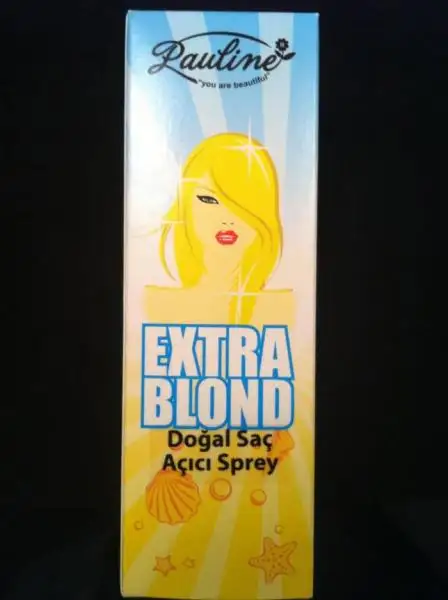 Pauline
"you are beautiful"
EXTRA
BLOND
Doğal Saç
Açıcı Sprey